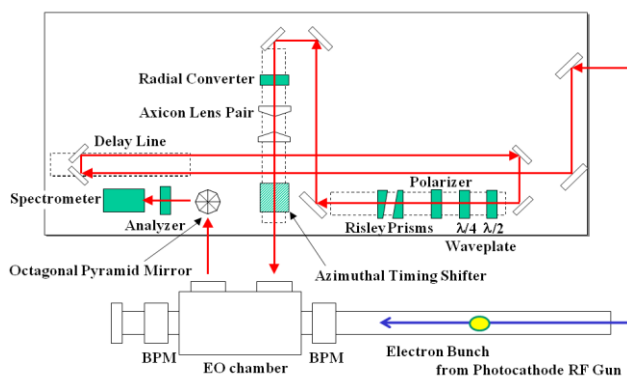 Radial Converter
Axicon Lens Pair
Delay Line
Polarizer
Spectrometer
Analyzer
Risley Prisms
λ/4
λ/2
Waveplate
Octagonal Pyramid Mirror
Azimuthal Timing Shifter
BPM
EO chamber
BPM
Electron Bunch
from Photocathode RF Gun